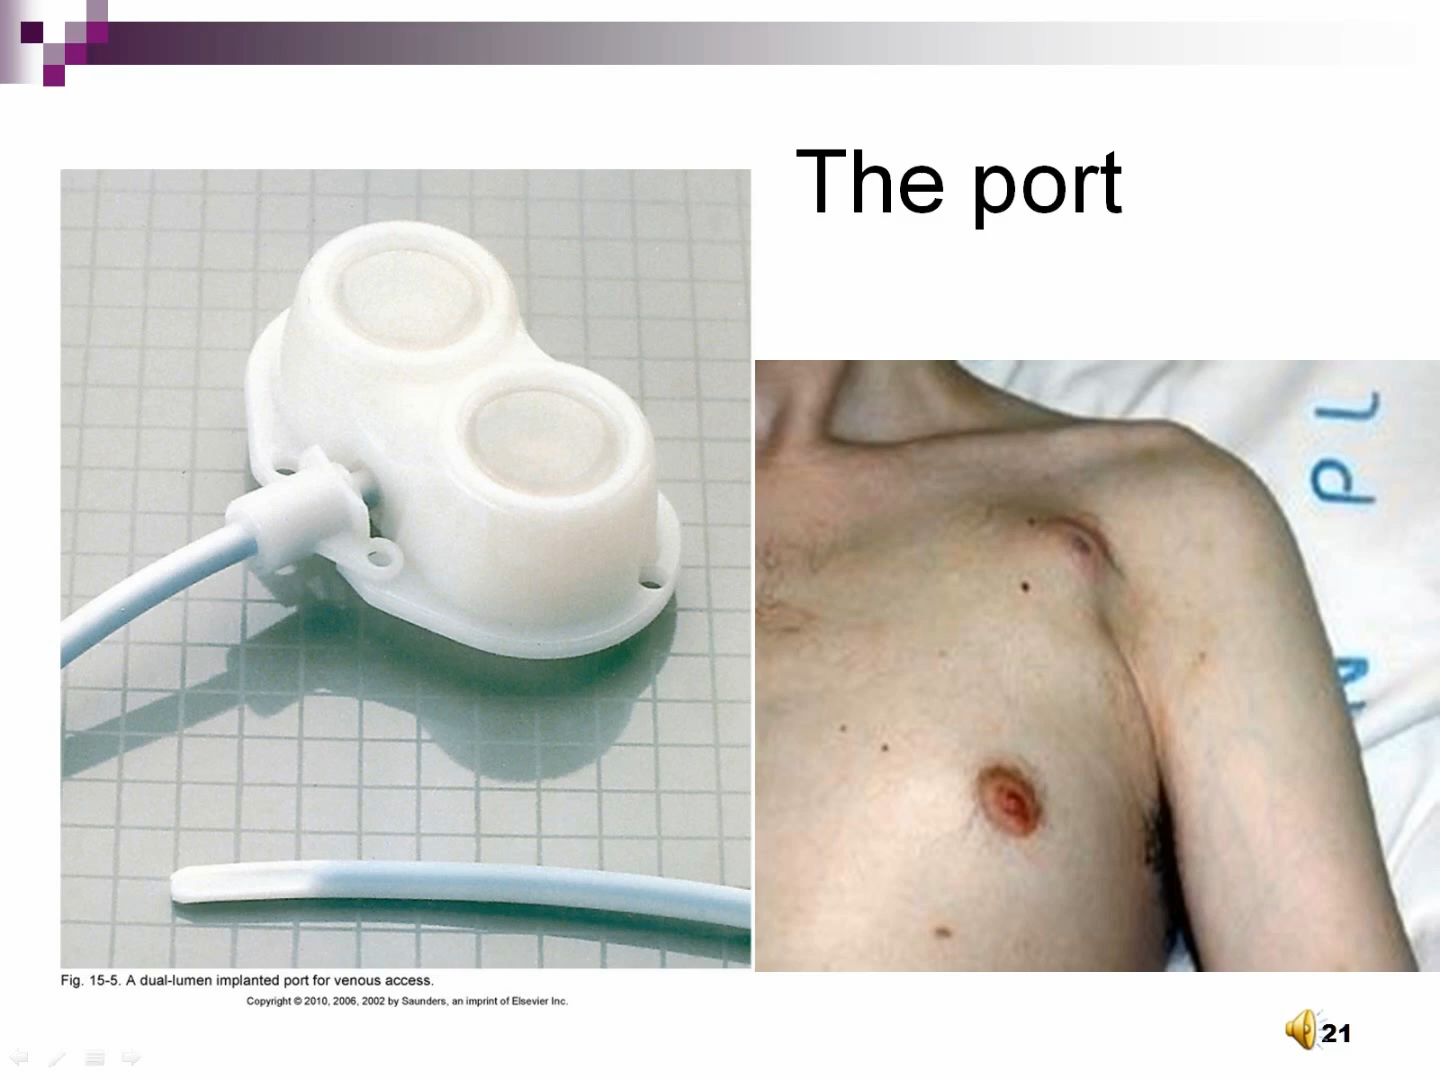 The port
Fig. 15-5. A dual-lumen implanted port for venous access.
Copyright © 2010, 2006, 2002 by Saunders, an imprint of Elsevier Inc.
21